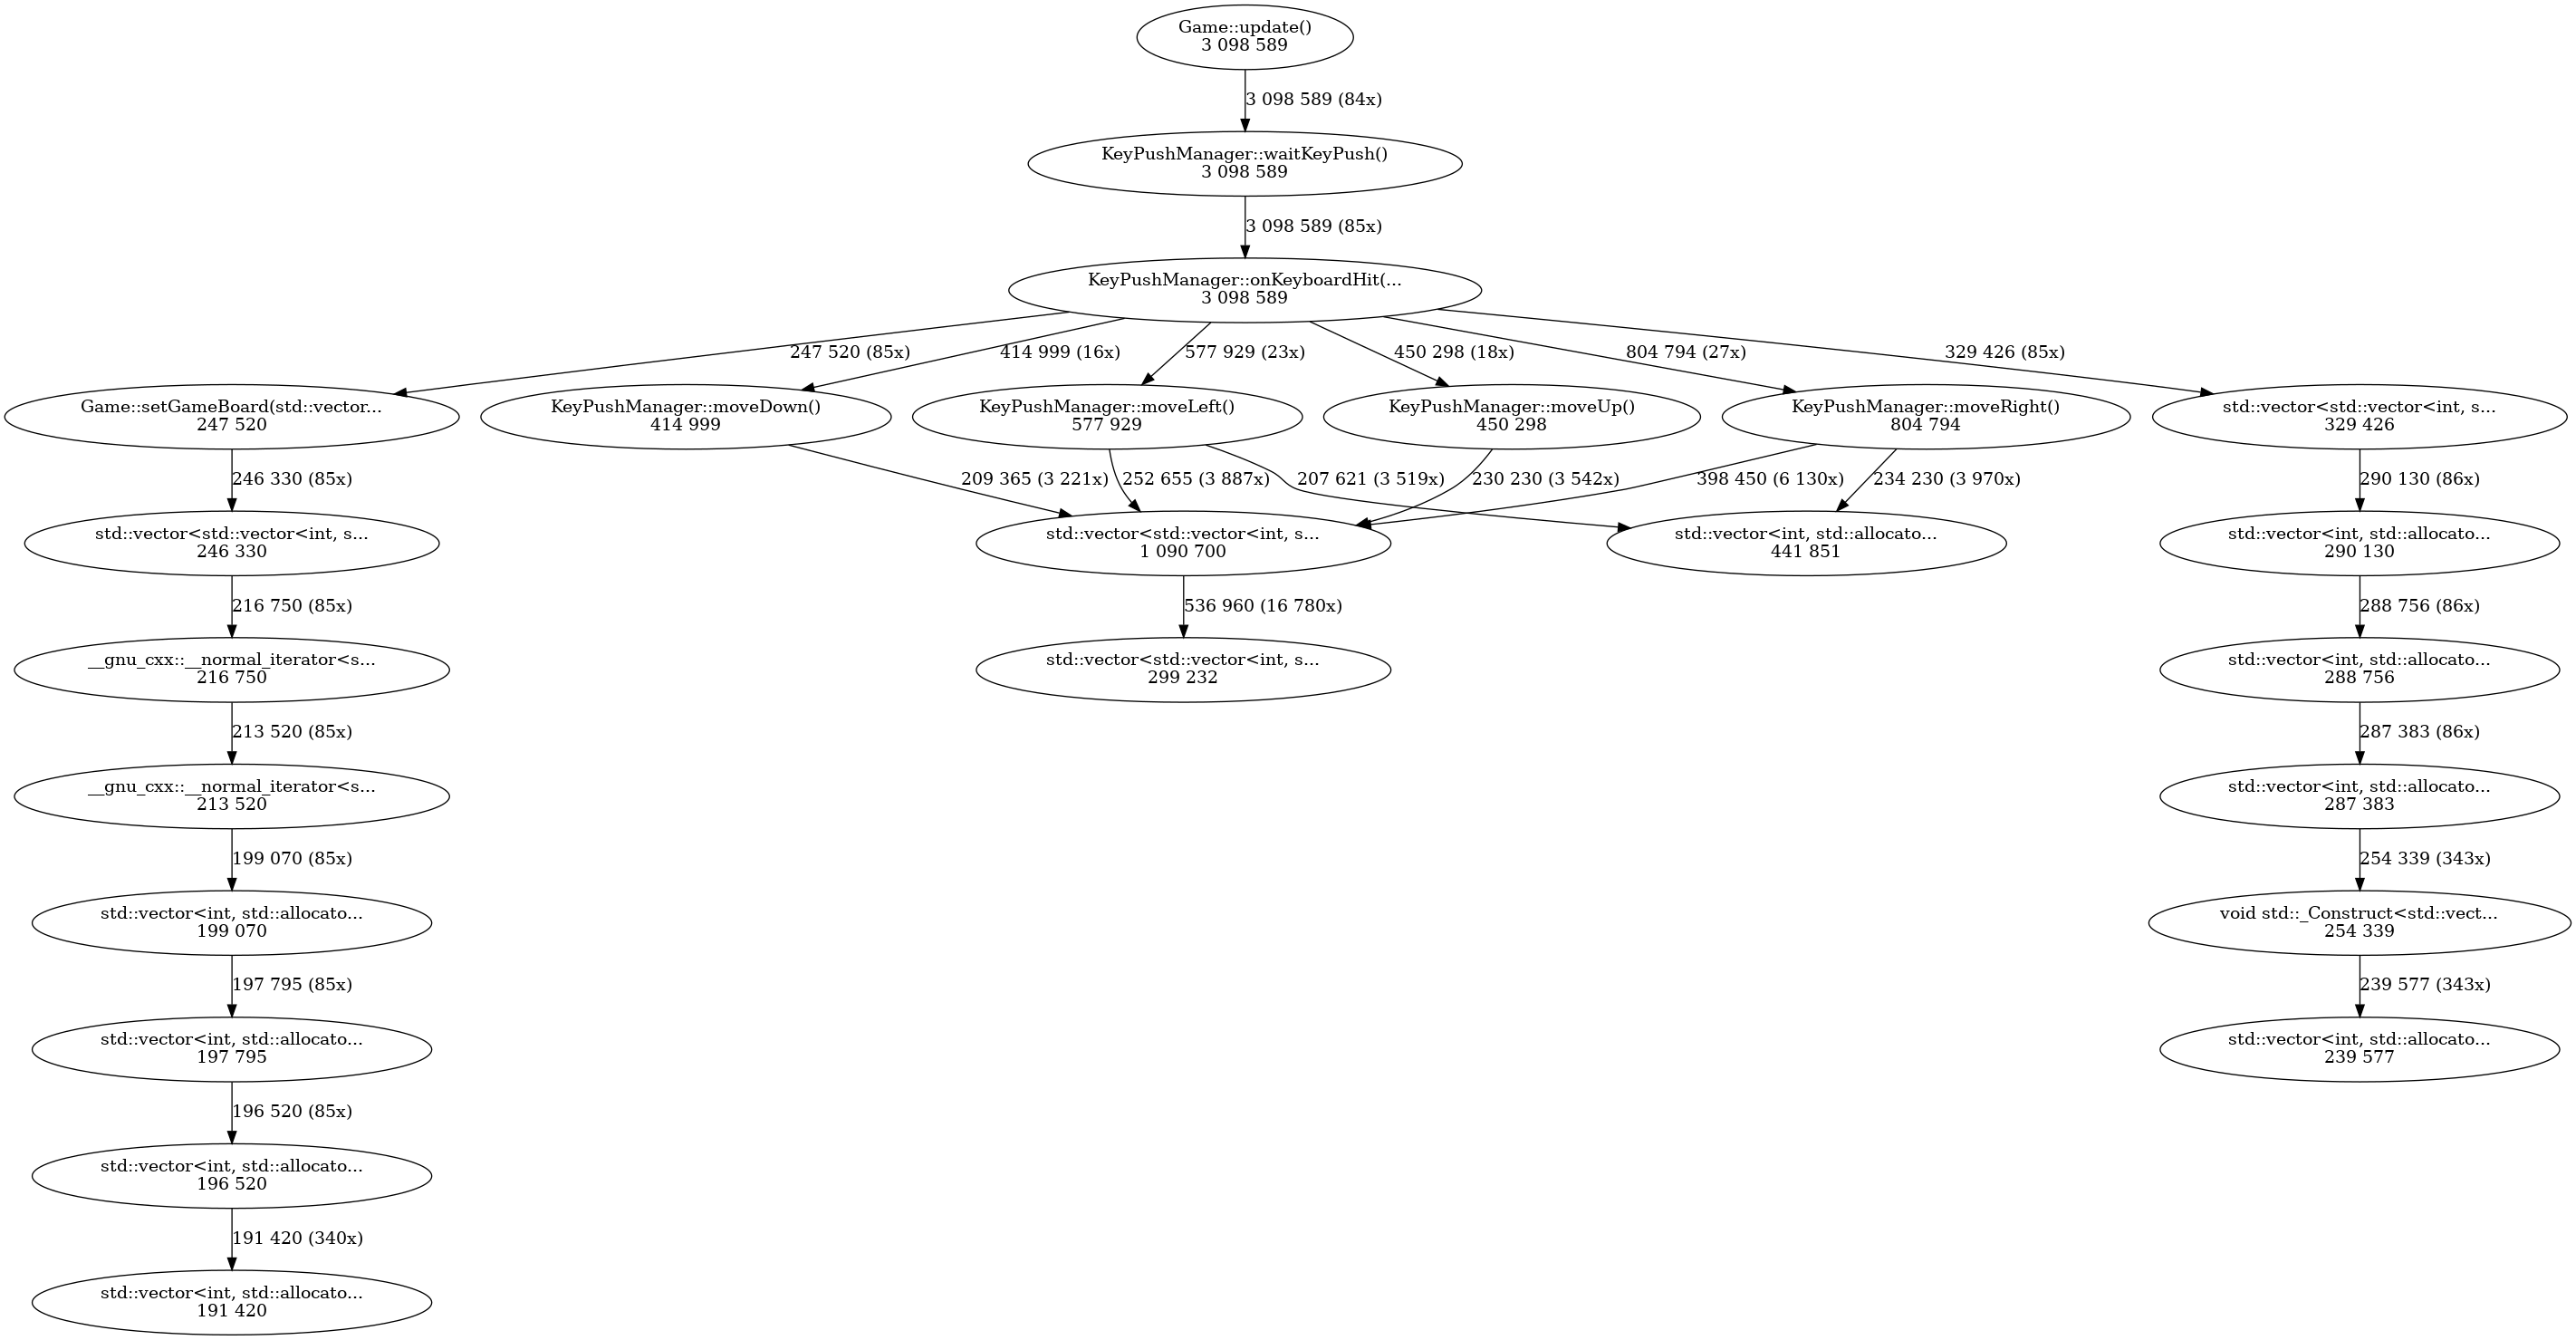 Game::update()
3 098 589
3 098 589 (84x)
KeyPushManager::waitKeyPush()
3 098 589
3 098 589 (85x)
KeyPushManager::onKeyboardHit(...
3 098 589
247 520 (85x)
414 999 (16x)
577 929 (23x)
450 298 (18x)
804 794 (27x)
329 426 (85x)
Game::setGameBoard(std::vector...
247 520
KeyPushManager::moveDown()
414 999
KeyPushManager::moveLeft()
577 929
KeyPushManager::moveUp()
450 298
KeyPushManager::moveRight()
804 794
std::vector<std::vector<int, s...
329 426
246 330 (85x)
209 365 (3 221x)
252 655 (3 887x)
207 621 (3 519x)
230 230 (3 542x)
398 450 (6 130x)
234 230 (3 970x)
290 130 (86x)
std::vector<std::vector<int, s...
246 330
std::vector<std::vector<int, s...
1 090 700
std::vector<int, std::allocato...
441 851
std::vector<int, std::allocato...
290 130
216 750 (85x)
536 960 (16 780x)
288 756 (86x)
__gnu_cxx::__normal_iterator<s...
216 750
std::vector<std::vector<int, s...
299 232
std::vector<int, std::allocato...
288 756
213 520 (85x)
287 383 (86x)
__gnu_cxx::__normal_iterator<s...
213 520
std::vector<int, std::allocato...
287 383
199 070 (85x)
254 339 (343x)
std::vector<int, std::allocato...
199 070
void std::_Construct<std::vect...
254 339
197 795 (85x)
239 577 (343x)
std::vector<int, std::allocato...
197 795
std::vector<int, std::allocato...
239 577
196 520 (85x)
std::vector<int, std::allocato...
196 520
191 420 (340x)
std::vector<int, std::allocato...
191 420